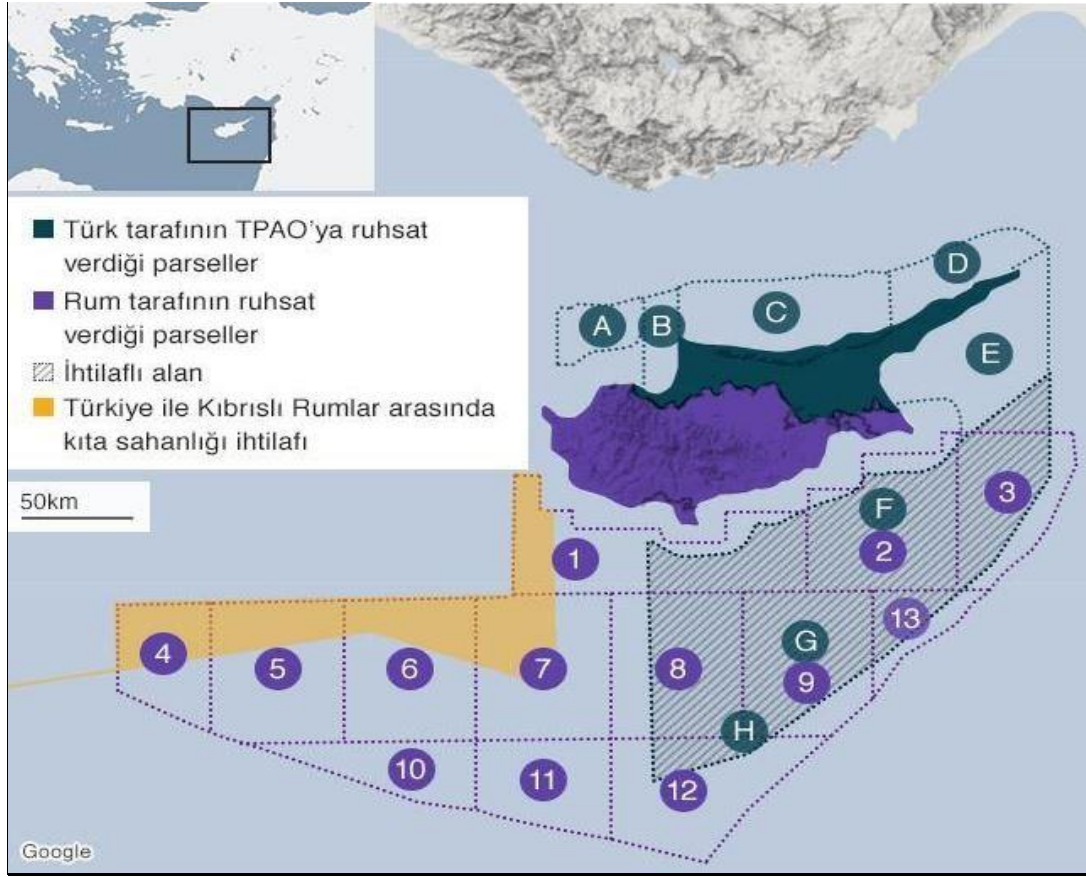 Türk tarafının TPAO’ya ruhsat
verdiği parseller
Rum tarafının ruhsat
verdiği parseller
İhtilaflı alan
Türkiye ile Kıbrıslı Rumlar arasında
kıta sahanlığı ihtilafı
50km
D
A
B
C
E
3
F
2
1
13
4
5
6
7
8
G
9
H
10
11
12
Google